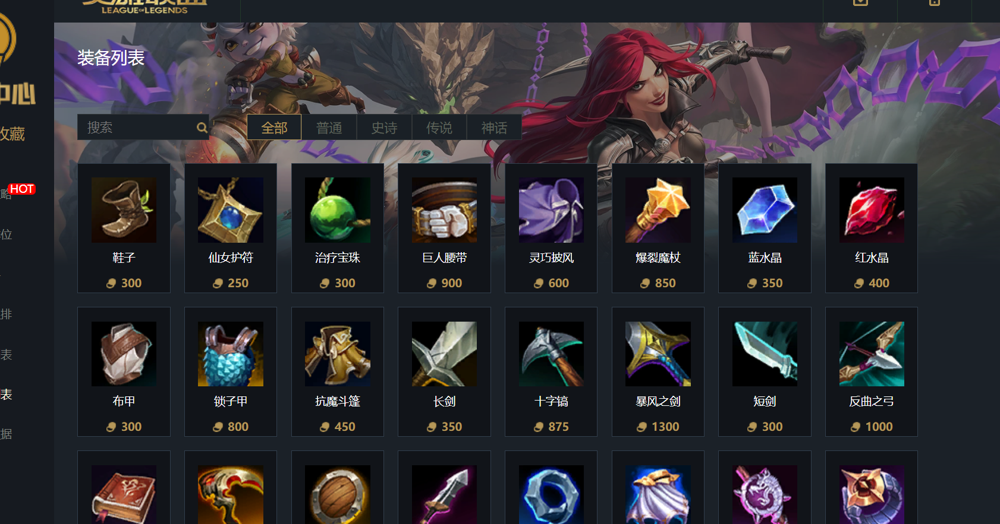 LEAGUE OF LEGENDS
中心
收藏
HOT
略
位
排
表
表
据
装备列表
搜索
全部 普通 史诗 传说 神话
鞋子 仙女护符 治疗宝珠 巨人腰带 灵巧披风 爆裂魔杖 蓝水晶 红水晶
300 250 300 900 600 850 350 400
布甲 锁子甲 抗魔斗篷 长剑 十字镐 暴风之剑 短剑 反曲之弓
300 800 450 350 875 1300 300 1000